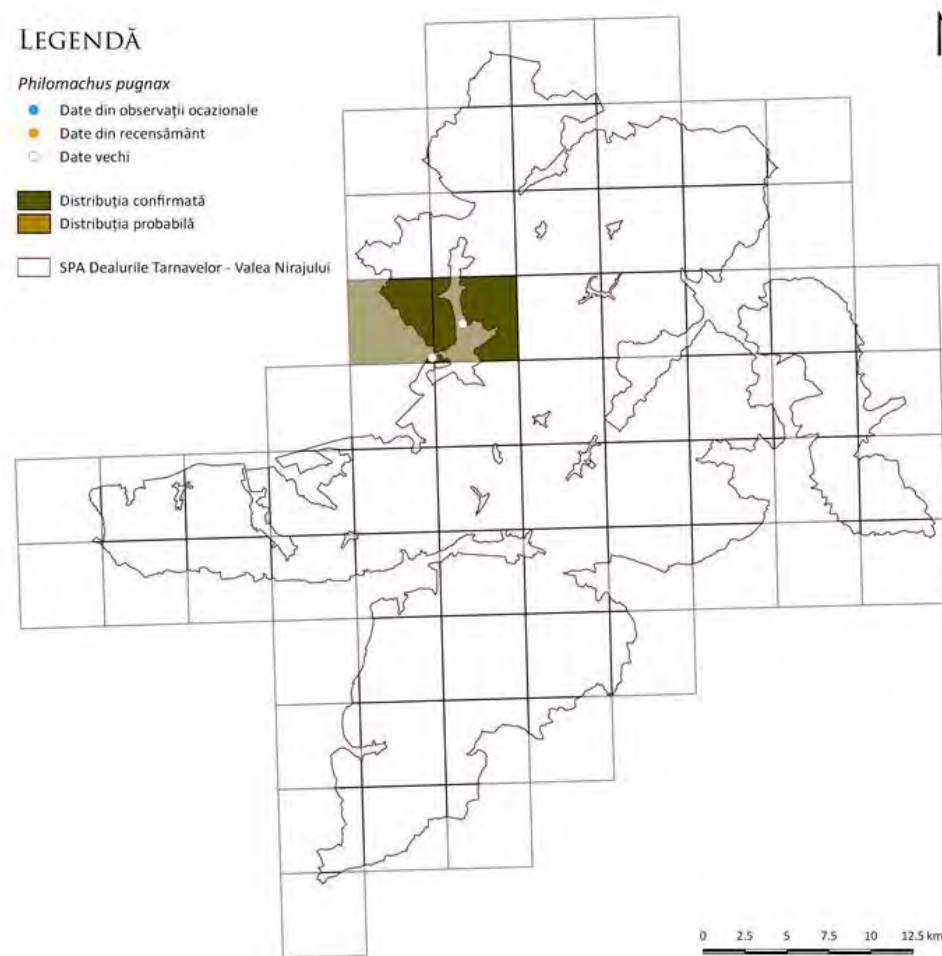 LEGENDĂ
Philomachus pugnax
Date din observații ocazionale
Date din recensământ
Date vechi
Distribuția confirmată
Distribuția probabilă
SPA Dealurile Tarnavelor - Valea Nirajului
0 2.5 5 7.5 10 12.5 km